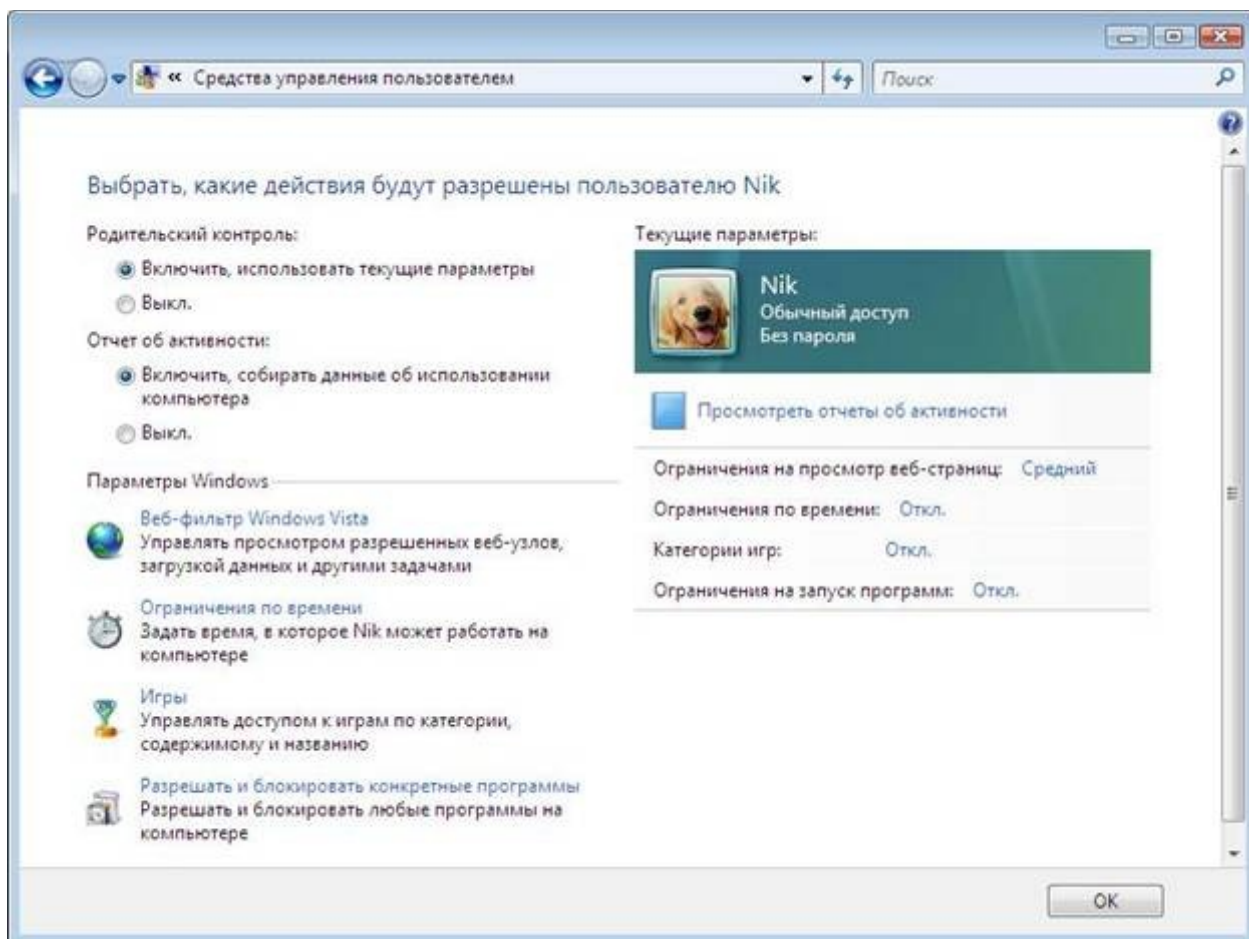 « Средства управления пользователем
Поиск
Выбрать, какие действия будут разрешены пользователю Nik
Родительский контроль:
Включить, использовать текущие параметры
Выкл.
Отчет об активности:
Включить, собирать данные об использовании
компьютера
Выкл.
Параметры Windows
Веб-фильтр Windows Vista
Управлять просмотром разрешенных веб-узлов,
загрузкой данных и другими задачами
Ограничения по времени
Задать время, в которое Nik может работать на
компьютере
Игры
Управлять доступом к играм по категории,
содержимому и названию
Разрешать и блокировать конкретные программы
Разрешать и блокировать любые программы на
компьютере
Текущие параметры:
Nik
Обычный доступ
Без пароля
Просмотреть отчеты об активности
Ограничения на просмотр веб-страниц: Средний
Ограничения по времени: Откл.
Категории игр: Откл.
Ограничения на запуск программ: Откл.
OK